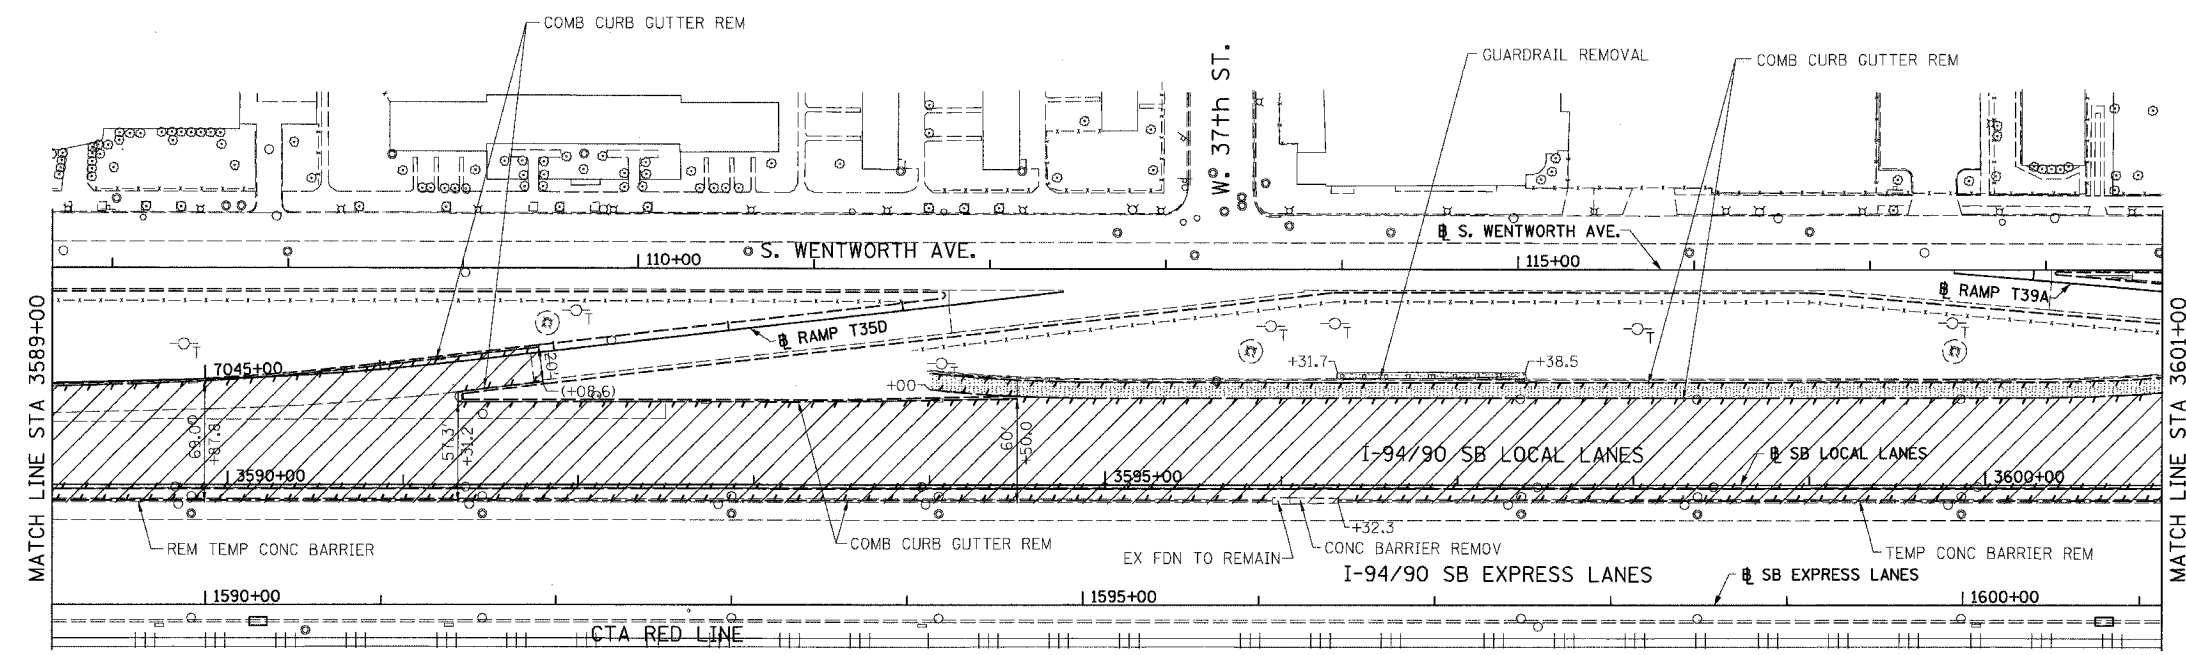 COMB CURB GUTTER REM
W. 37th ST.
GUARDRAIL REMOVAL
COMB CURB GUTTER REM
110+00
S. WENTWORTH AVE.
℄ S. WENTWORTH AVE.
115+00
MATCH LINE STA 3589+00
℄ RAMP T35D
℄ RAMP T39A
T
T
T
T
T
T
T
7045+00
20'
(+08.6)
+00
+31.7
+38.5
69.0'
+87.8
57.3'
+31.2
60'
+50.0
I-94/90 SB LOCAL LANES
℄ SB LOCAL LANES
3590+00
3595+00
3600+00
MATCH LINE STA 3601+00
REM TEMP CONC BARRIER
COMB CURB GUTTER REM
EX FDN TO REMAIN
+32.3
CONC BARRIER REMOV
TEMP CONC BARRIER REM
I-94/90 SB EXPRESS LANES
℄ SB EXPRESS LANES
1590+00
1595+00
1600+00
CTA RED LINE